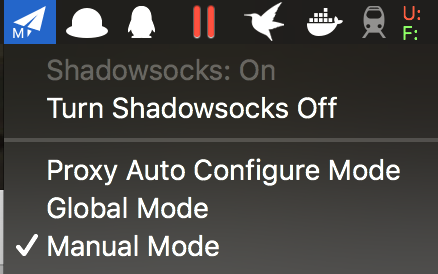 M
U:
F:
Shadowsocks: On
Turn Shadowsocks Off
Proxy Auto Configure Mode
Global Mode
Manual Mode